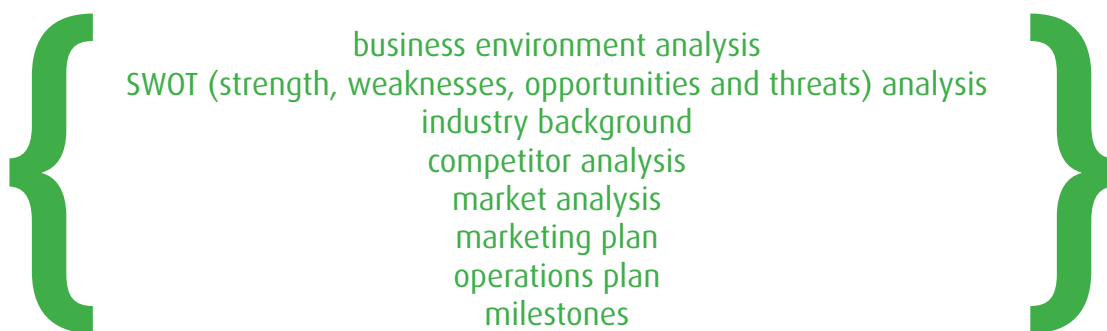 business environment analysis
SWOT (strength, weaknesses, opportunities and threats) analysis
industry background
competitor analysis
market analysis
marketing plan
operations plan
milestones